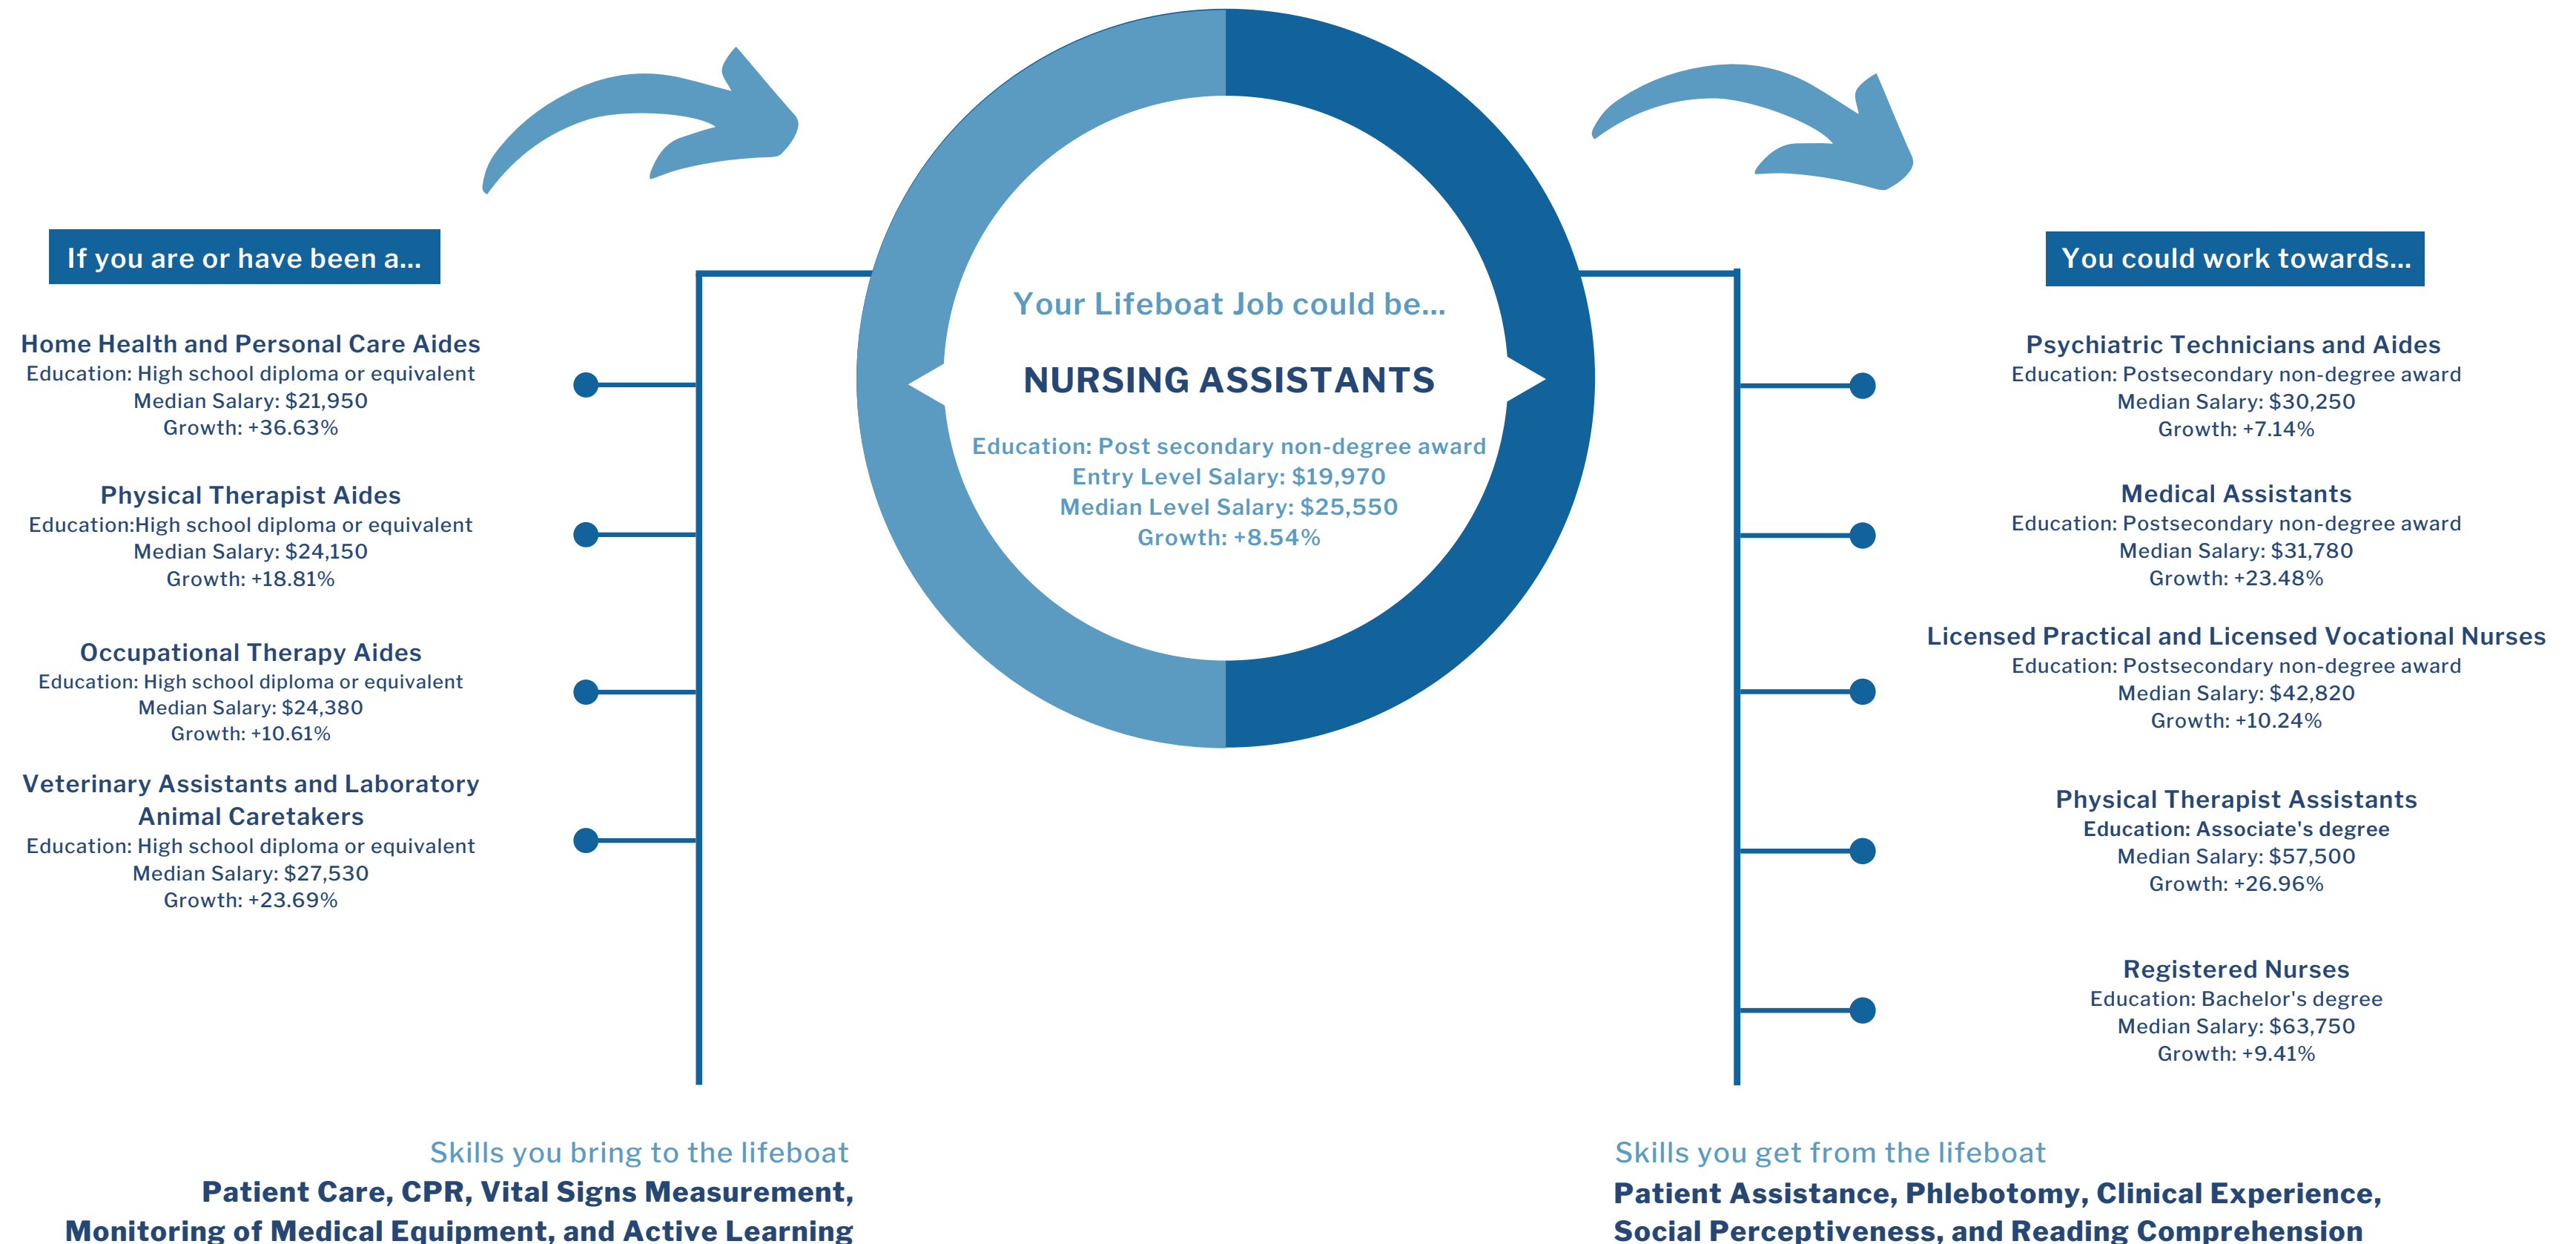 If you are or have been a...
Home Health and Personal Care Aides
Education: High school diploma or equivalent
Median Salary: $21,950
Growth: +36.63%
Physical Therapist Aides
Education:High school diploma or equivalent
Median Salary: $24,150
Growth: +18.81%
Occupational Therapy Aides
Education: High school diploma or equivalent
Median Salary: $24,380
Growth: +10.61%
Veterinary Assistants and Laboratory
Animal Caretakers
Education: High school diploma or equivalent
Median Salary: $27,530
Growth: +23.69%
Your Lifeboat Job could be...
NURSING ASSISTANTS
Education: Post secondary non-degree award
Entry Level Salary: $19,970
Median Level Salary: $25,550
Growth: +8.54%
You could work towards...
Psychiatric Technicians and Aides
Education: Postsecondary non-degree award
Median Salary: $30,250
Growth: +7.14%
Medical Assistants
Education: Postsecondary non-degree award
Median Salary: $31,780
Growth: +23.48%
Licensed Practical and Licensed Vocational Nurses
Education: Postsecondary non-degree award
Median Salary: $42,820
Growth: +10.24%
Physical Therapist Assistants
Education: Associate's degree
Median Salary: $57,500
Growth: +26.96%
Registered Nurses
Education: Bachelor's degree
Median Salary: $63,750
Growth: +9.41%
Skills you bring to the lifeboat
Patient Care, CPR, Vital Signs Measurement,
Monitoring of Medical Equipment, and Active Learning
Skills you get from the lifeboat
Patient Assistance, Phlebotomy, Clinical Experience,
Social Perceptiveness, and Reading Comprehension